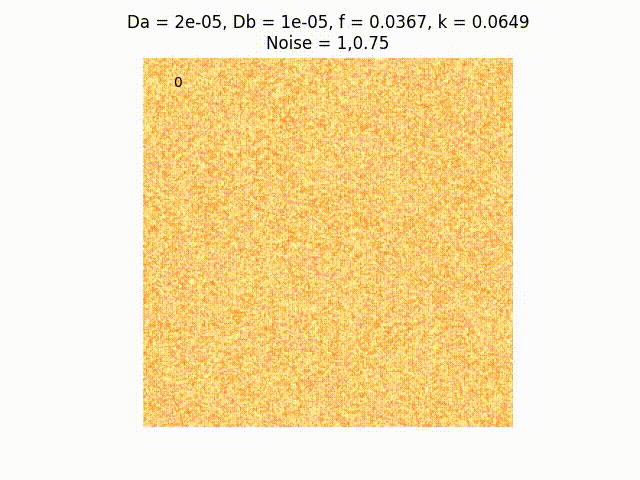 Da = 2e-05, Db = 1e-05, f = 0.0367, k = 0.0649
Noise = 1,0.75
0